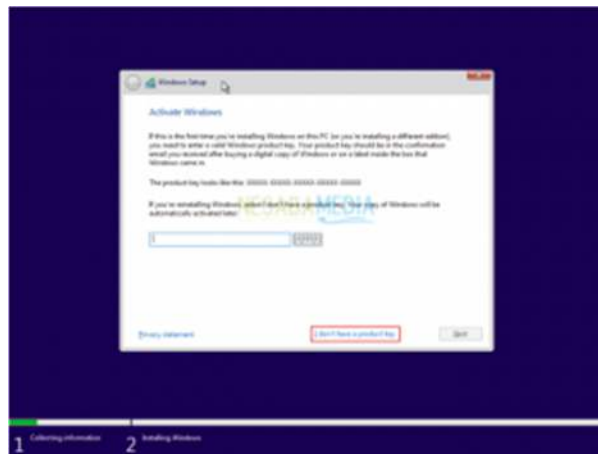 Windows Setup
Activate Windows
If this is the first time you're installing Windows on this PC (or you're installing a different edition),
you need to enter a valid Windows product key. Your product key should be in the confirmation
email you received after buying a digital copy of Windows or on a label inside the box that
Windows came in.
The product key looks like this: XXXXX-XXXXX-XXXXX-XXXXX-XXXXX
If you're reinstalling Windows, select I don't have a product key. Your copy of Windows will be
automatically activated later.
NESABAMEDIA
Privacy statement
I don't have a product key
Next
1 Collecting information
2 Installing Windows